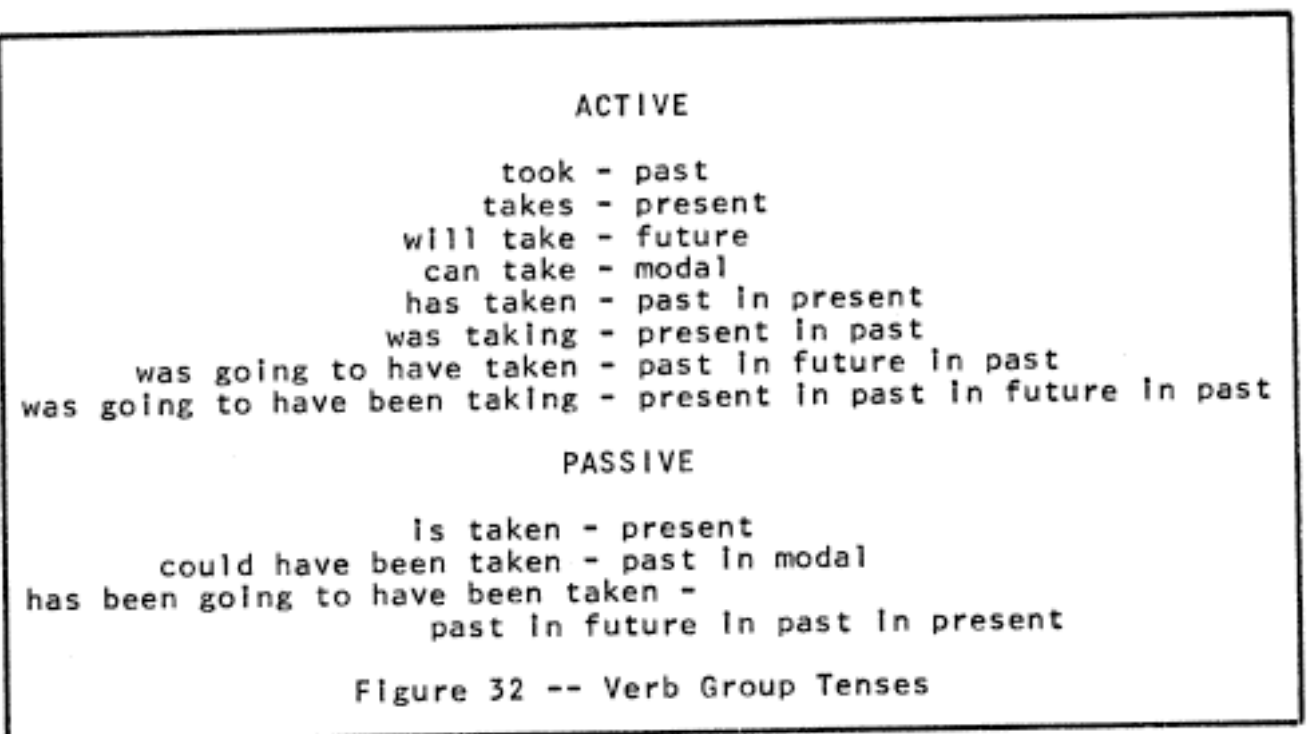 ACTIVE
took - past
takes - present
will take - future
can take - modal
has taken - past in present
was taking - present in past
was going to have taken - past in future in past
was going to have been taking - present in past in future in past
PASSIVE
is taken - present
could have been taken - past in modal
has been going to have been taken -
past in future in past in present
Figure 32 -- Verb Group Tenses